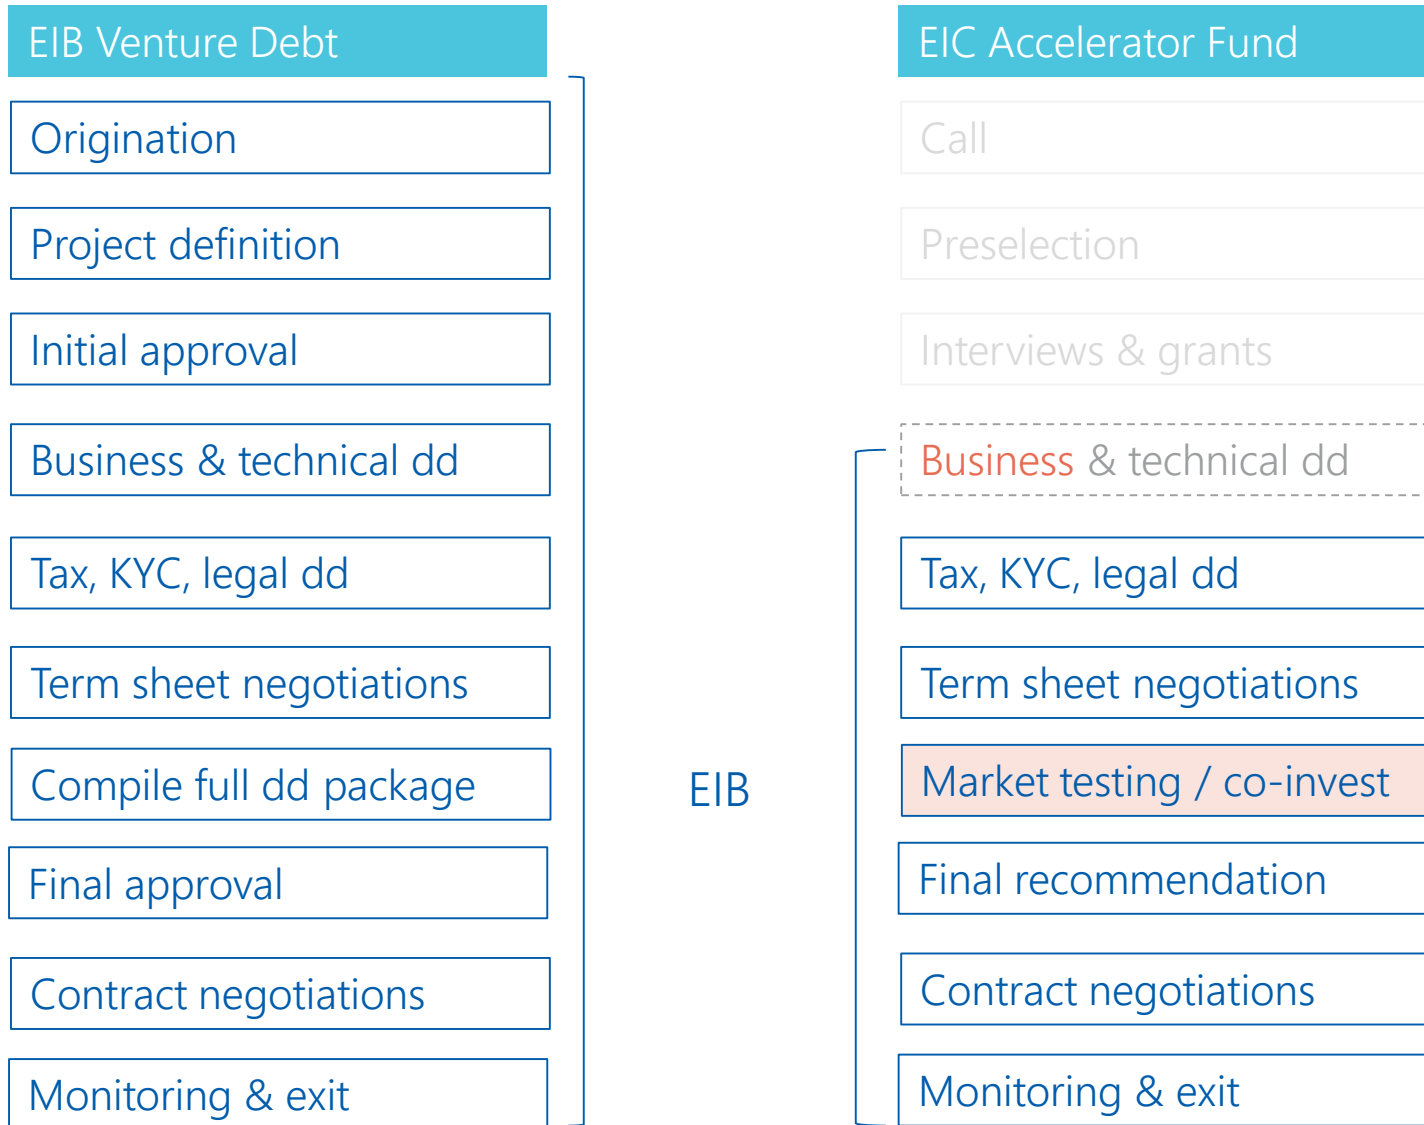 EIB Venture Debt
Origination
Project definition
Initial approval
Business & technical dd
Tax, KYC, legal dd
Term sheet negotiations
Compile full dd package
Final approval
Contract negotiations
Monitoring & exit
EIB
EIC Accelerator Fund
Call
Preselection
Interviews & grants
Business & technical dd
Tax, KYC, legal dd
Term sheet negotiations
Market testing / co-invest
Final recommendation
Contract negotiations
Monitoring & exit